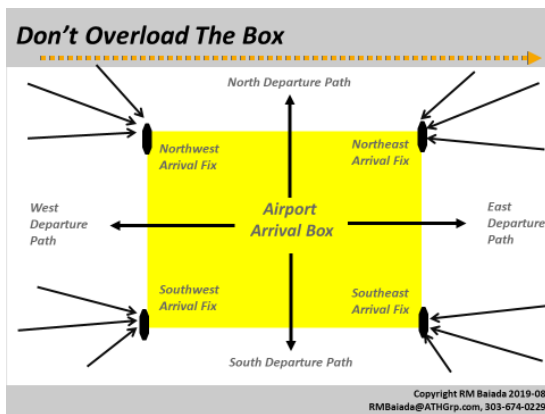 Don't Overload The Box
North Departure Path
Northwest
Arrival Fix
Northeast
Arrival Fix
West
Departure
Path
Airport
Arrival Box
East
Departure
Path
Southwest
Arrival Fix
Southeast
Arrival Fix
South Departure Path
Copyright RM Baiada 2019-08
RMBaiada@ATHGrp.com, 303-674-0229